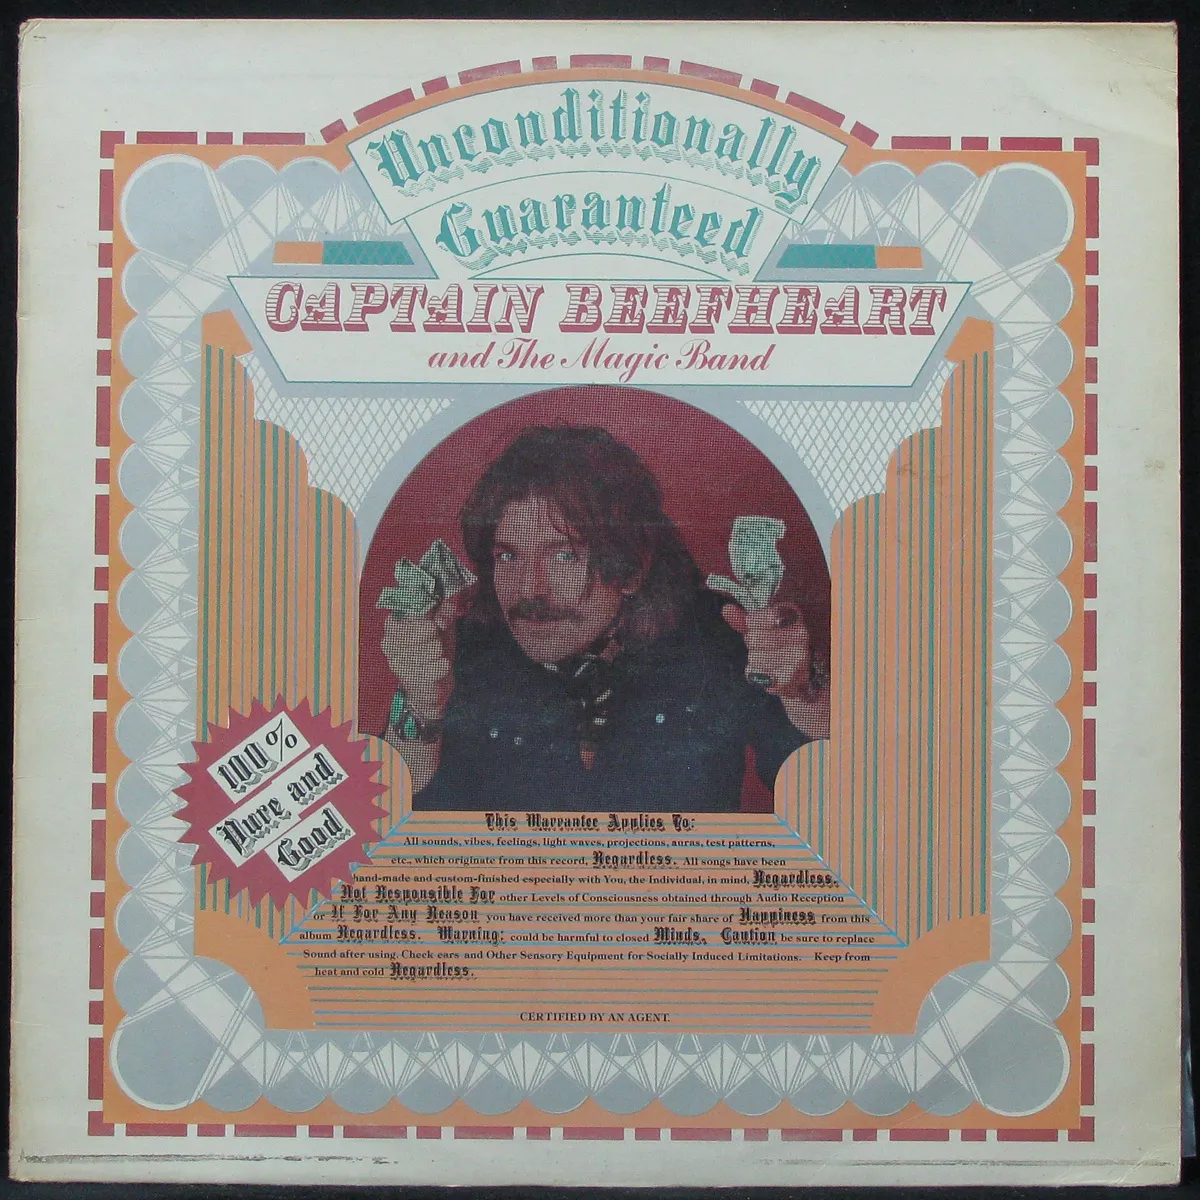 Unconditionally
Guaranteed
CAPTAIN BEEFHEART
and The Magic Band
100%
Pure and
Good
This Warrantee Applies To:
All sounds, vibes, feelings, light waves, projections, auras, test patterns,
etc., which originate from this record, Regardless. All songs have been
hand-made and custom-finished especially with You, the Individual, in mind, Regardless.
Not Responsible For other Levels of Consciousness obtained through Audio Reception
or If For Any Reason you have received more than your fair share of Happiness from this
album Regardless. Warning: could be harmful to closed Minds. Caution be sure to replace
Sound after using. Check ears and Other Sensory Equipment for Socially Induced Limitations. Keep from
heat and cold Regardless.
CERTIFIED BY AN AGENT.